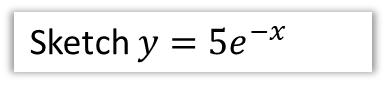 Sketch y = 5e⁻ˣ